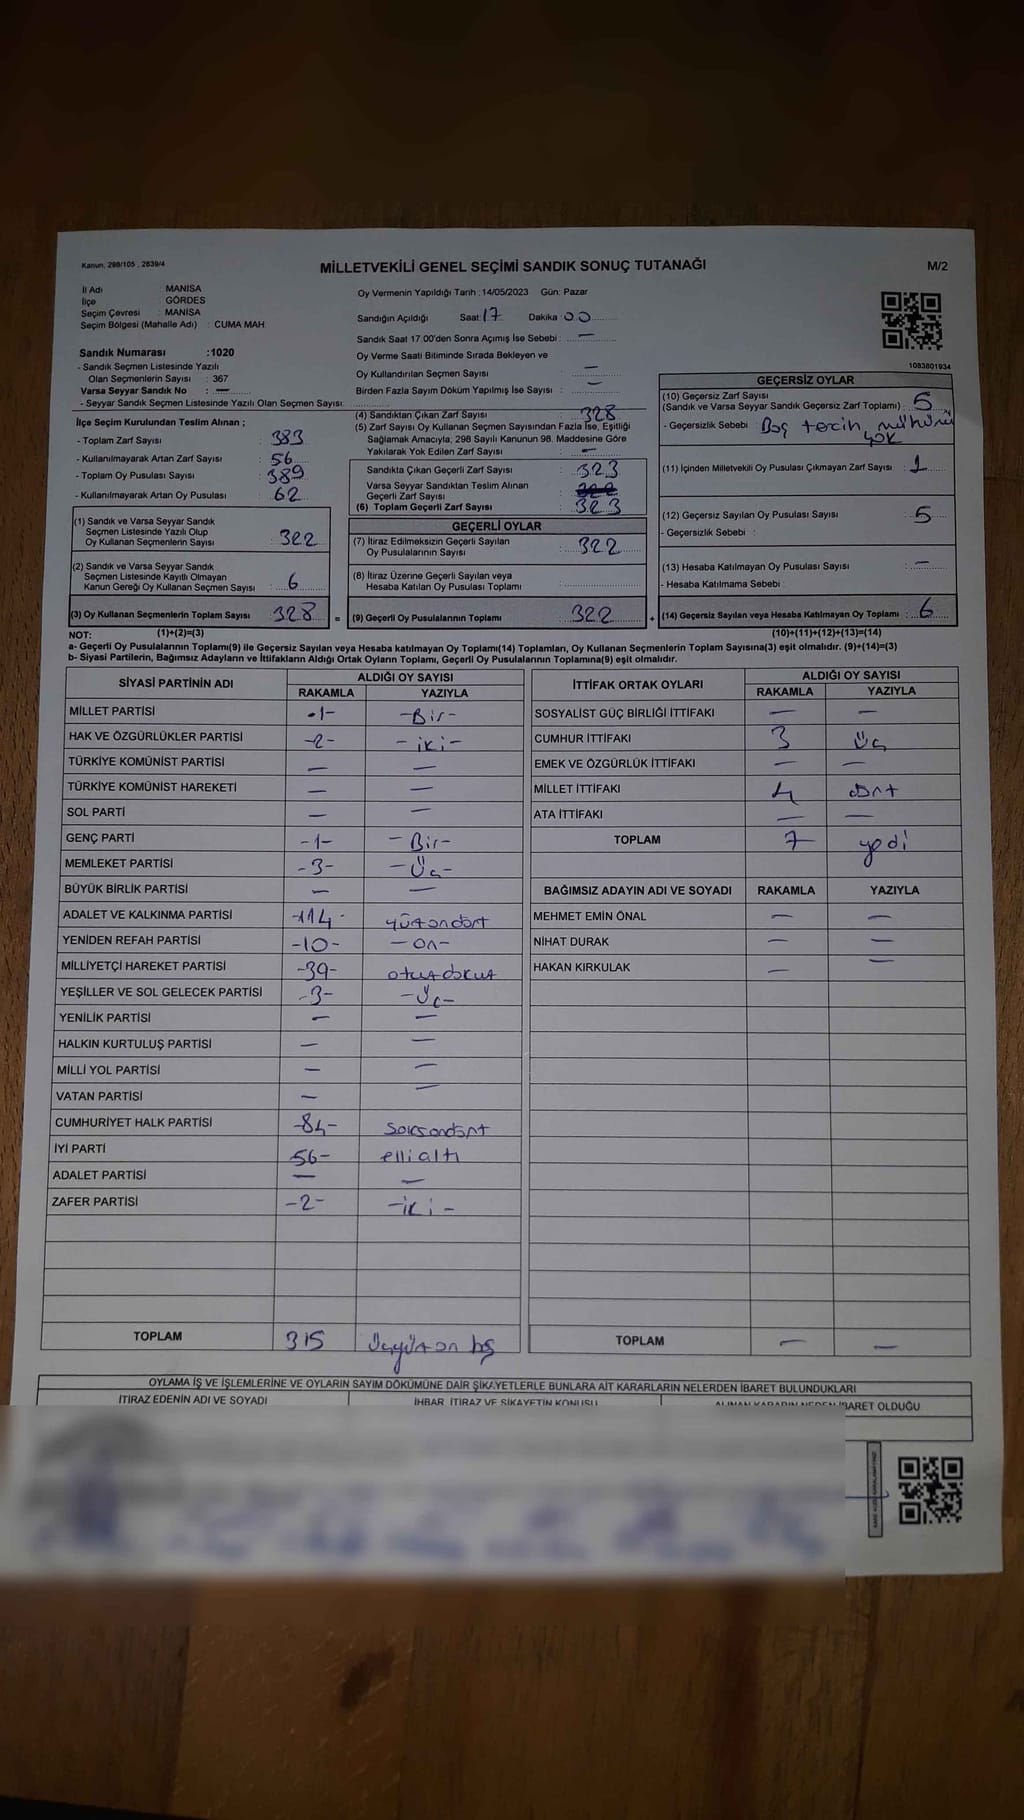 Kanun, 298/105 , 2839/4
MİLLETVEKİLİ GENEL SEÇİMİ SANDIK SONUÇ TUTANAĞI
M/2
İl Adı : MANİSA
İlçe : GÖRDES
Seçim Çevresi : MANİSA
Seçim Bölgesi (Mahalle Adı) : CUMA MAH.
Oy Vermenin Yapıldığı Tarih :14/05/2023 Gün: Pazar
Sandığın Açıldığı Saat: 17 Dakika :00
Sandık Saat 17.00'den Sonra Açımış İse Sebebi : —
Oy Verme Saati Bitiminde Sırada Bekleyen ve
Oy Kullandırılan Seçmen Sayısı : —
Birden Fazla Sayım Döküm Yapılmış İse Sayısı : —
1083801934
Sandık Numarası :1020
- Sandık Seçmen Listesinde Yazılı
Olan Seçmenlerin Sayısı : 367
Varsa Seyyar Sandık No : —
- Seyyar Sandık Seçmen Listesinde Yazılı Olan Seçmen Sayısı:
İlçe Seçim Kurulundan Teslim Alınan ;
- Toplam Zarf Sayısı : 383
- Kullanılmayarak Artan Zarf Sayısı : 56
- Toplam Oy Pusulası Sayısı : 389
- Kullanılmayarak Artan Oy Pusulası : 62
(1) Sandık ve Varsa Seyyar Sandık
Seçmen Listesinde Yazılı Olup
Oy Kullanan Seçmenlerin Sayısı : 322
(2) Sandık ve Varsa Seyyar Sandık
Seçmen Listesinde Kayıtlı Olmayan
Kanun Gereği Oy Kullanan Seçmen Sayısı : 6
(3) Oy Kullanan Seçmenlerin Toplam Sayısı : 328
(4) Sandıktan Çıkan Zarf Sayısı : 328
(5) Zarf Sayısı Oy Kullanan Seçmen Sayısından Fazla İse, Eşitliği
Sağlamak Amacıyla, 298 Sayılı Kanunun 98. Maddesine Göre
Yakılarak Yok Edilen Zarf Sayısı : —
Sandıkta Çıkan Geçerli Zarf Sayısı : 323
Varsa Seyyar Sandıktan Teslim Alınan
Geçerli Zarf Sayısı :
(6) Toplam Geçerli Zarf Sayısı : 323
GEÇERLİ OYLAR
(7) İtiraz Edilmeksizin Geçerli Sayılan
Oy Pusulalarının Sayısı : 322
(8) İtiraz Üzerine Geçerli Sayılan veya
Hesaba Katılan Oy Pusulası Toplamı :
= (9) Geçerli Oy Pusulalarının Toplamı : 322
GEÇERSİZ OYLAR
(10) Geçersiz Zarf Sayısı
(Sandık ve Varsa Seyyar Sandık Geçersiz Zarf Toplamı) : 5
- Geçersizlik Sebebi : Boş tercih mührü
yok
(11) İçinden Milletvekili Oy Pusulası Çıkmayan Zarf Sayısı : 1
(12) Geçersiz Sayılan Oy Pusulası Sayısı : 5
- Geçersizlik Sebebi :
(13) Hesaba Katılmayan Oy Pusulası Sayısı : —
- Hesaba Katılmama Sebebi :
+ (14) Geçersiz Sayılan veya Hesaba Katılmayan Oy Toplamı : 6
NOT: (1)+(2)=(3) (10)+(11)+(12)+(13)=(14)
a- Geçerli Oy Pusulalarının Toplamı(9) ile Geçersiz Sayılan veya Hesaba katılmayan Oy Toplamı(14) Toplamları, Oy Kullanan Seçmenlerin Toplam Sayısına(3) eşit olmalıdır. (9)+(14)=(3)
b- Siyasi Partilerin, Bağımsız Adayların ve İttifakların Aldığı Ortak Oyların Toplamı, Geçerli Oy Pusulalarının Toplamına(9) eşit olmalıdır.
SİYASİ PARTİNİN ADI ALDIĞI OY SAYISI
RAKAMLA YAZIYLA
MİLLET PARTİSİ -1- -Bir-
HAK VE ÖZGÜRLÜKLER PARTİSİ -2- -iki-
TÜRKİYE KOMÜNİST PARTİSİ — —
TÜRKİYE KOMÜNİST HAREKETİ — —
SOL PARTİ — —
GENÇ PARTİ -1- -Bir-
MEMLEKET PARTİSİ -3- -Üç-
BÜYÜK BİRLİK PARTİSİ — —
ADALET VE KALKINMA PARTİSİ -114- yüzondört
YENİDEN REFAH PARTİSİ -10- -on-
MİLLİYETÇİ HAREKET PARTİSİ -39- otuzdokuz
YEŞİLLER VE SOL GELECEK PARTİSİ -3- -Üç-
YENİLİK PARTİSİ — —
HALKIN KURTULUŞ PARTİSİ — —
MİLLİ YOL PARTİSİ — —
VATAN PARTİSİ — —
CUMHURİYET HALK PARTİSİ -84- seksendört
İYİ PARTİ 56- ellialtı
ADALET PARTİSİ — —
ZAFER PARTİSİ -2- -iki-
TOPLAM 315 üçyüz on beş
İTTİFAK ORTAK OYLARI ALDIĞI OY SAYISI
RAKAMLA YAZIYLA
SOSYALİST GÜÇ BİRLİĞİ İTTİFAKI — —
CUMHUR İTTİFAKI 3 Üç
EMEK VE ÖZGÜRLÜK İTTİFAKI — —
MİLLET İTTİFAKI 4 dört
ATA İTTİFAKI — —
TOPLAM 7 yedi
BAĞIMSIZ ADAYIN ADI VE SOYADI RAKAMLA YAZIYLA
MEHMET EMİN ÖNAL — —
NİHAT DURAK — —
HAKAN KIRKULAK — —
TOPLAM — —
OYLAMA İŞ VE İŞLEMLERİNE VE OYLARIN SAYIM DÖKÜMÜNE DAİR ŞİKAYETLERLE BUNLARA AİT KARARLARIN NELERDEN İBARET BULUNDUKLARI
İTİRAZ EDENİN ADI VE SOYADI İHBAR, İTİRAZ VE ŞİKAYETİN KONUSU ALINAN KARARIN NEDEN İBARET OLDUĞU